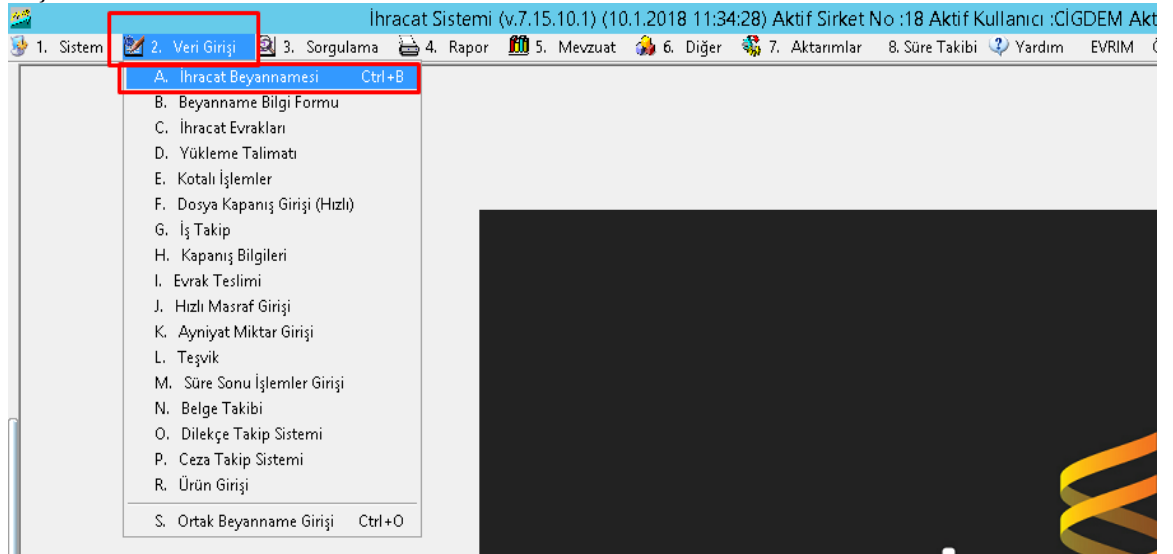 İhracat Sistemi (v.7.15.10.1) (10.1.2018 11:34:28) Aktif Sirket No :18 Aktif Kullanıcı :CİGDEM Akt
1. Sistem 2. Veri Girişi 3. Sorgulama 4. Rapor 5. Mevzuat 6. Diğer 7. Aktarımlar 8. Süre Takibi Yardım EVRIM
A. İhracat Beyannamesi Ctrl+B
B. Beyanname Bilgi Formu
C. İhracat Evrakları
D. Yükleme Talimatı
E. Kotalı İşlemler
F. Dosya Kapanış Girişi (Hızlı)
G. İş Takip
H. Kapanış Bilgileri
I. Evrak Teslimi
J. Hızlı Masraf Girişi
K. Ayniyat Miktar Girişi
L. Teşvik
M. Süre Sonu İşlemler Girişi
N. Belge Takibi
O. Dilekçe Takip Sistemi
P. Ceza Takip Sistemi
R. Ürün Girişi
S. Ortak Beyanname Girişi Ctrl+O